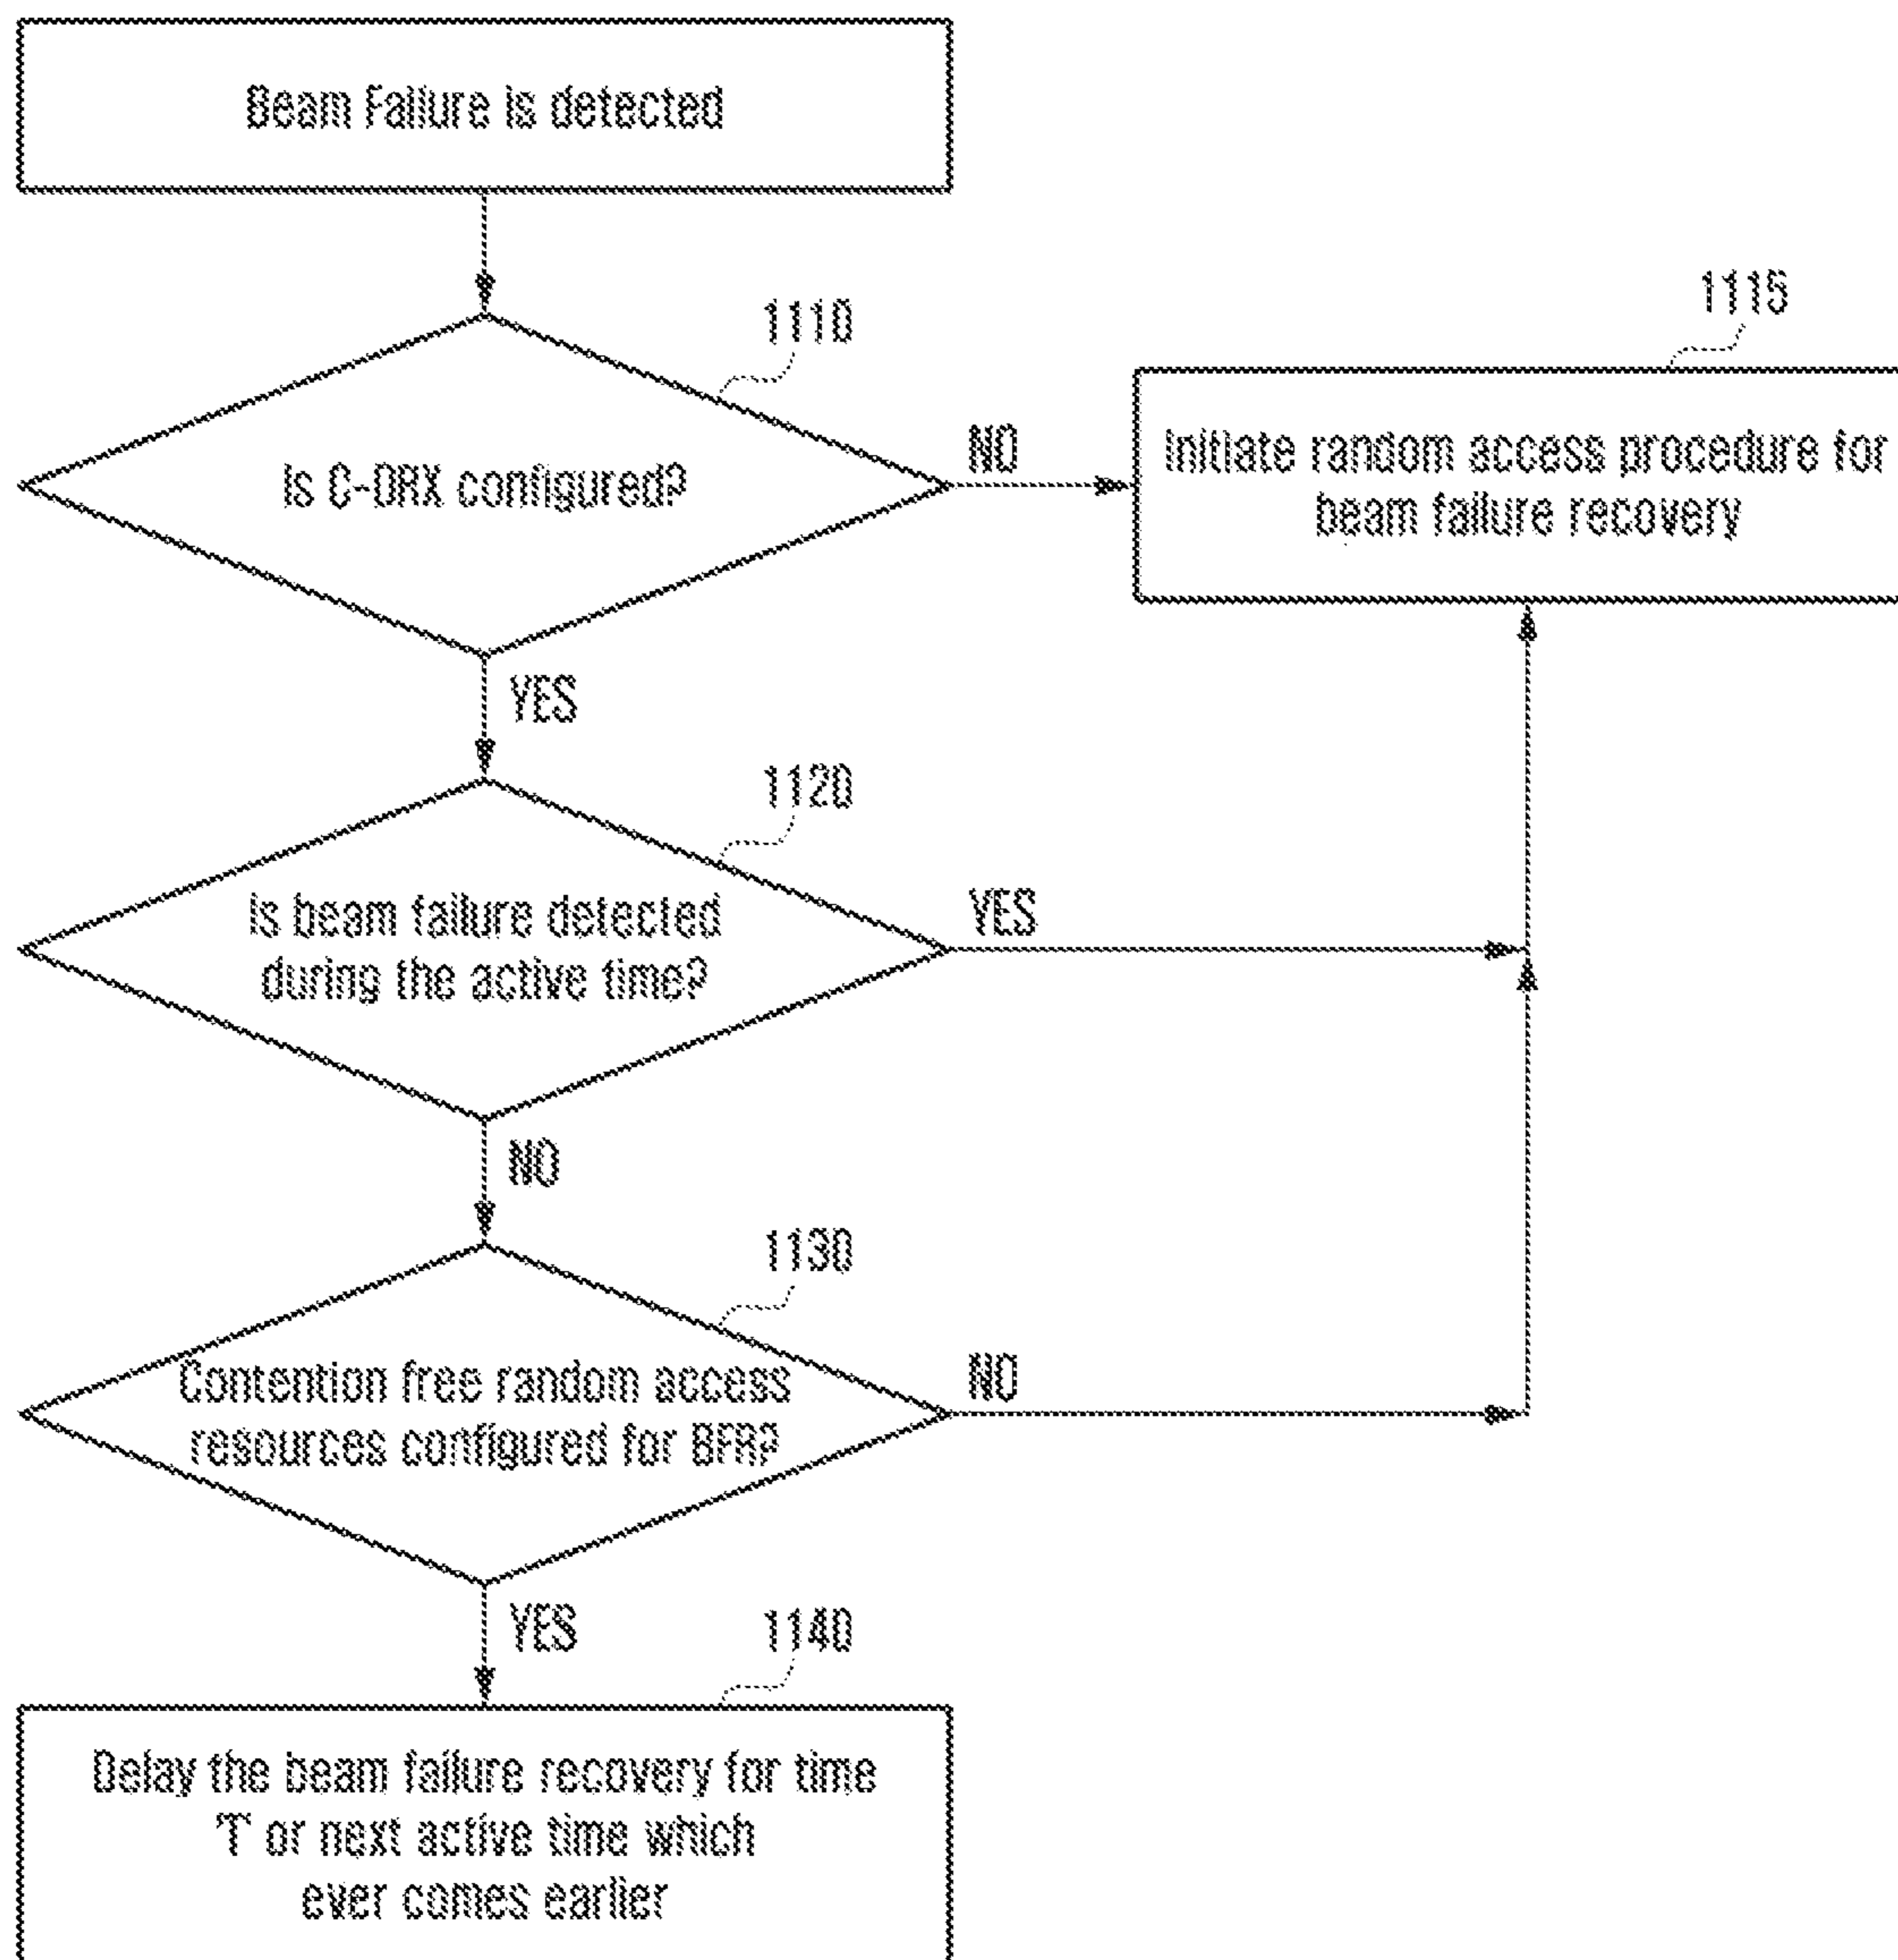 Beam Failure is detected
1110
Is C-DRX configured?
NO
1115
Initiate random access procedure for
beam failure recovery
YES
1120
Is beam failure detected
during the active time?
YES
NO
1130
Contention free random access
resources configured for BFR?
NO
YES
1140
Delay the beam failure recovery for time
'T' or next active time which
ever comes earlier